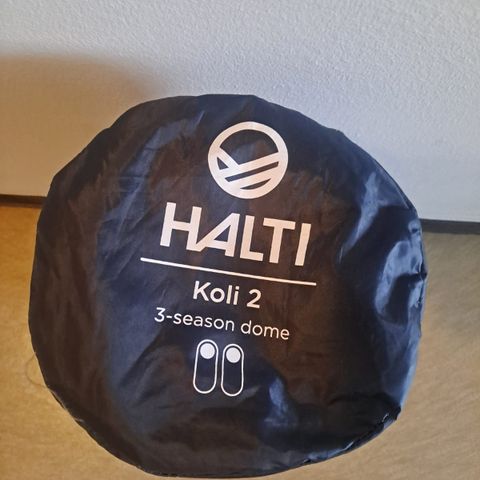 HALTI
Koli 2
3-season dome